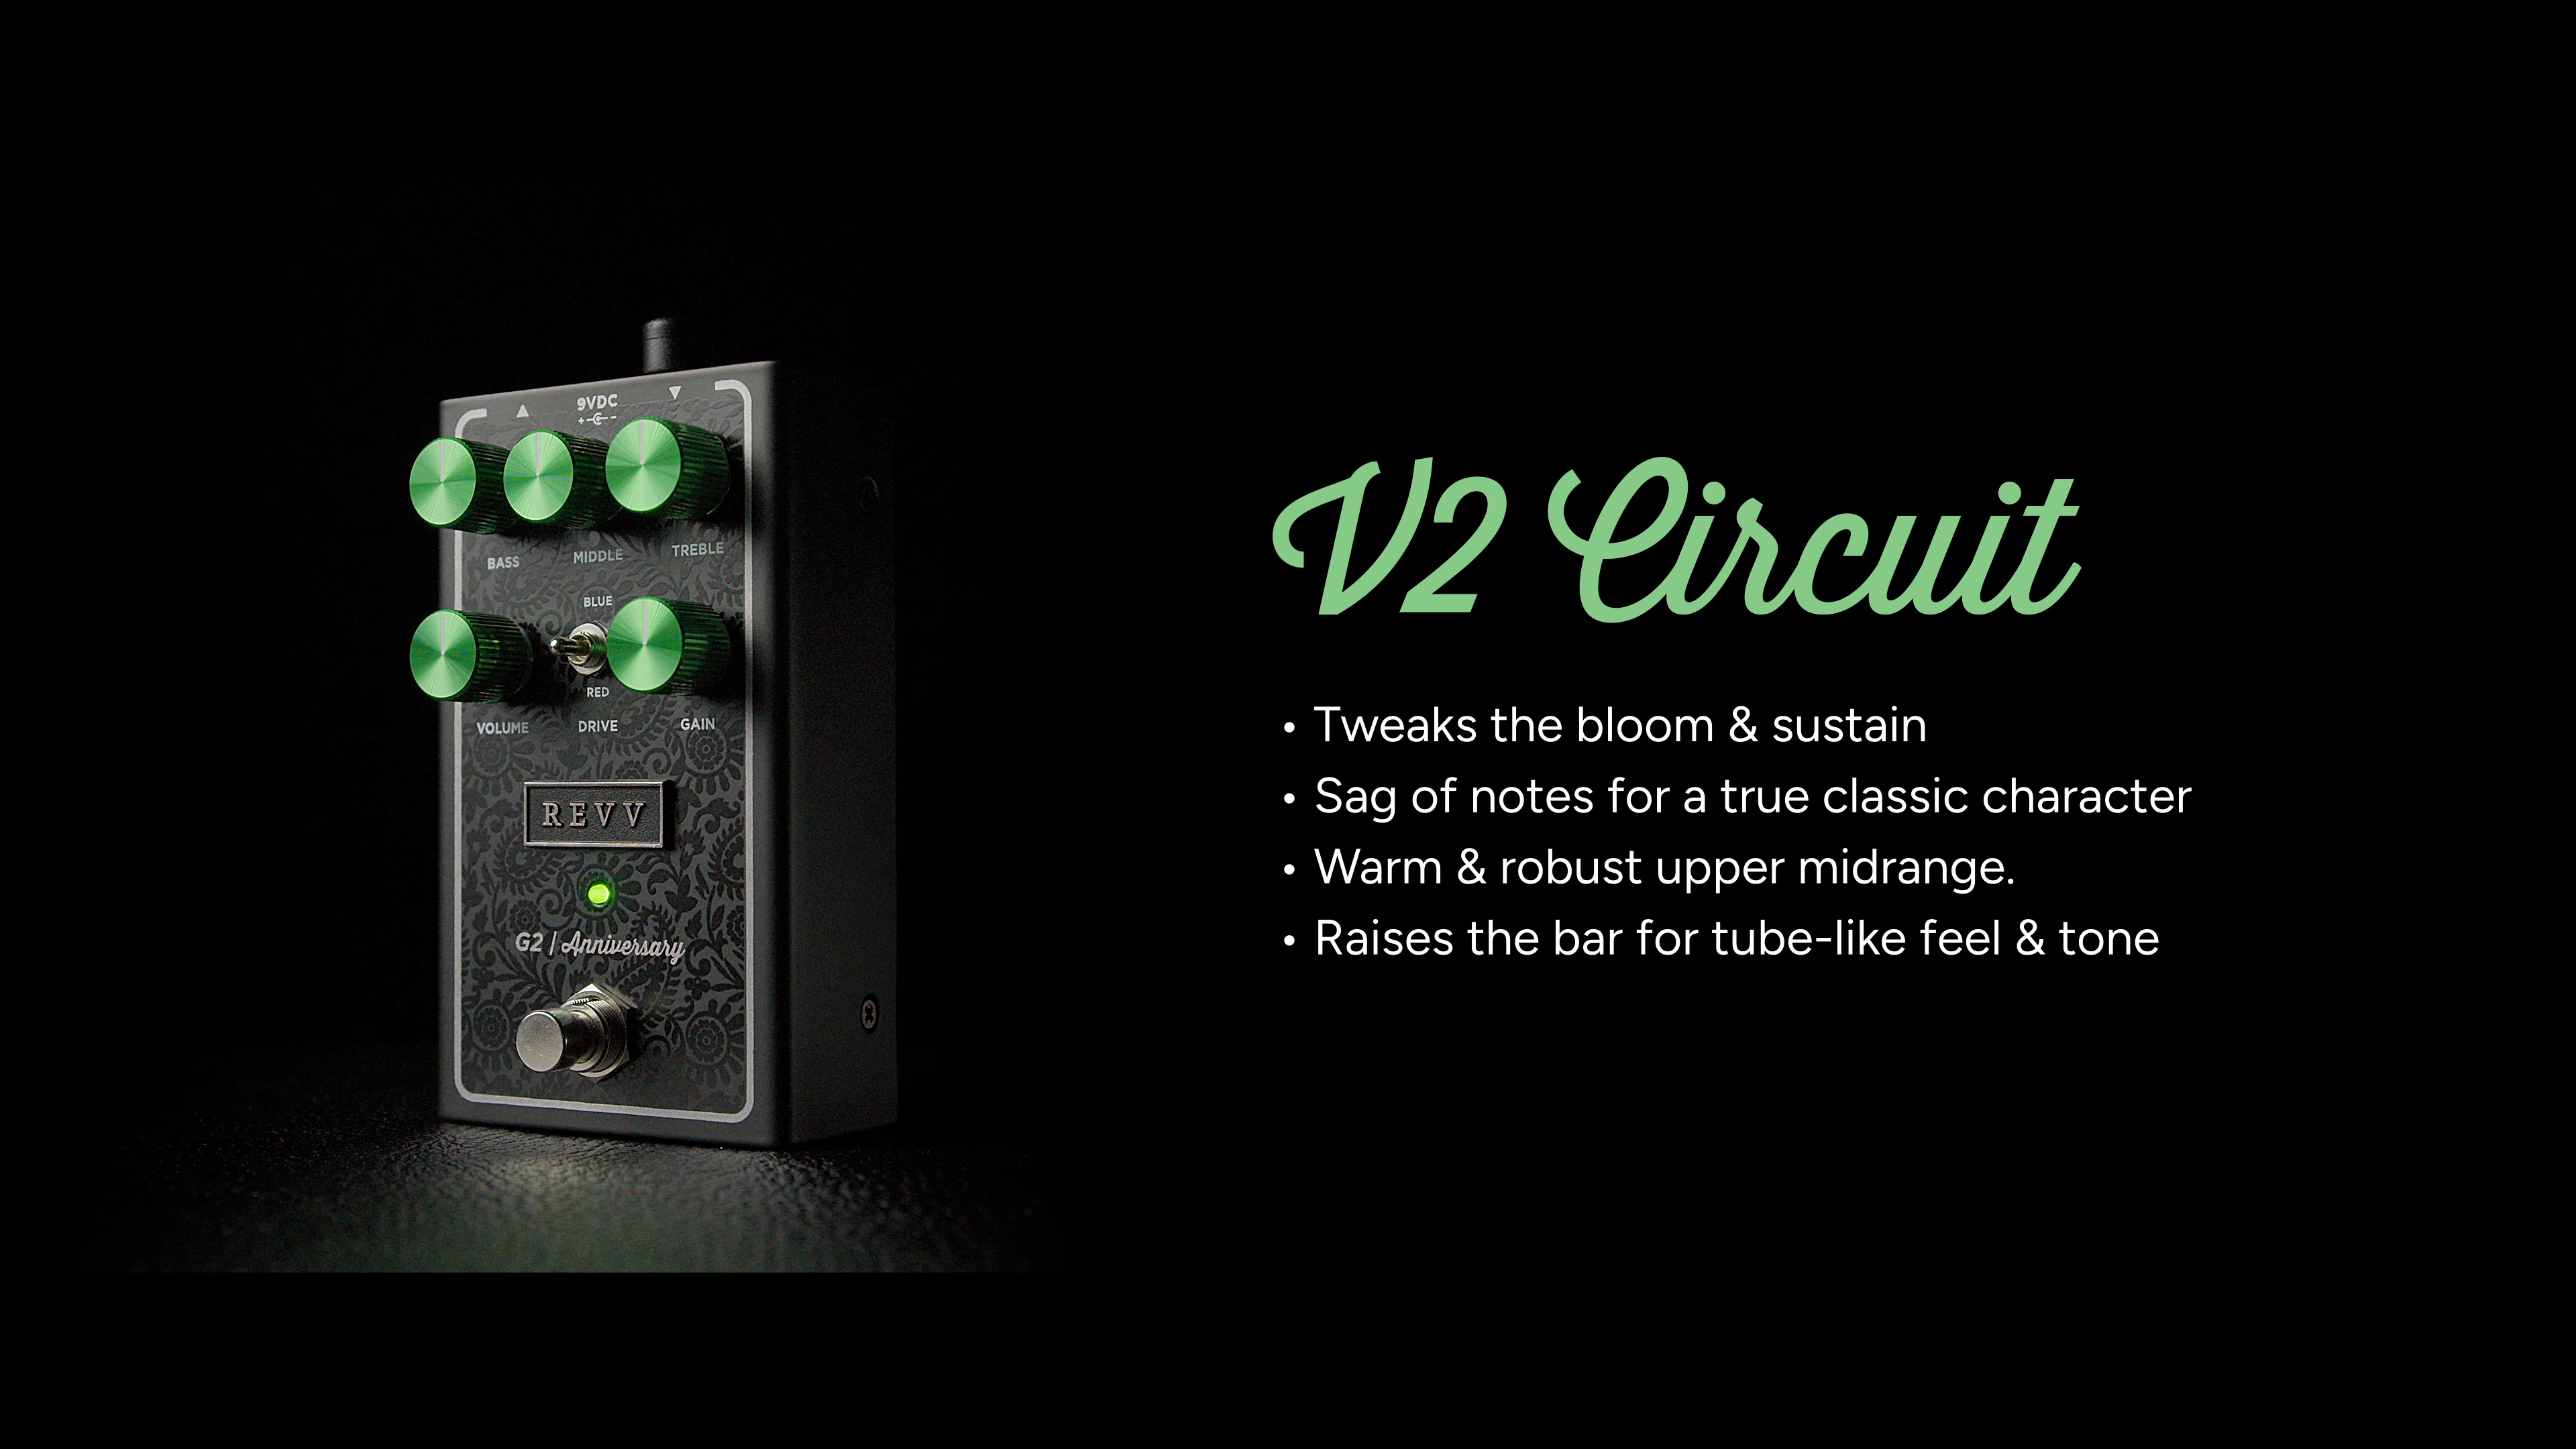 9VDC
BASS MIDDLE TREBLE
BLUE
RED
VOLUME DRIVE GAIN
REVV
G2 | Anniversary
V2 Circuit
• Tweaks the bloom & sustain
• Sag of notes for a true classic character
• Warm & robust upper midrange.
• Raises the bar for tube-like feel & tone